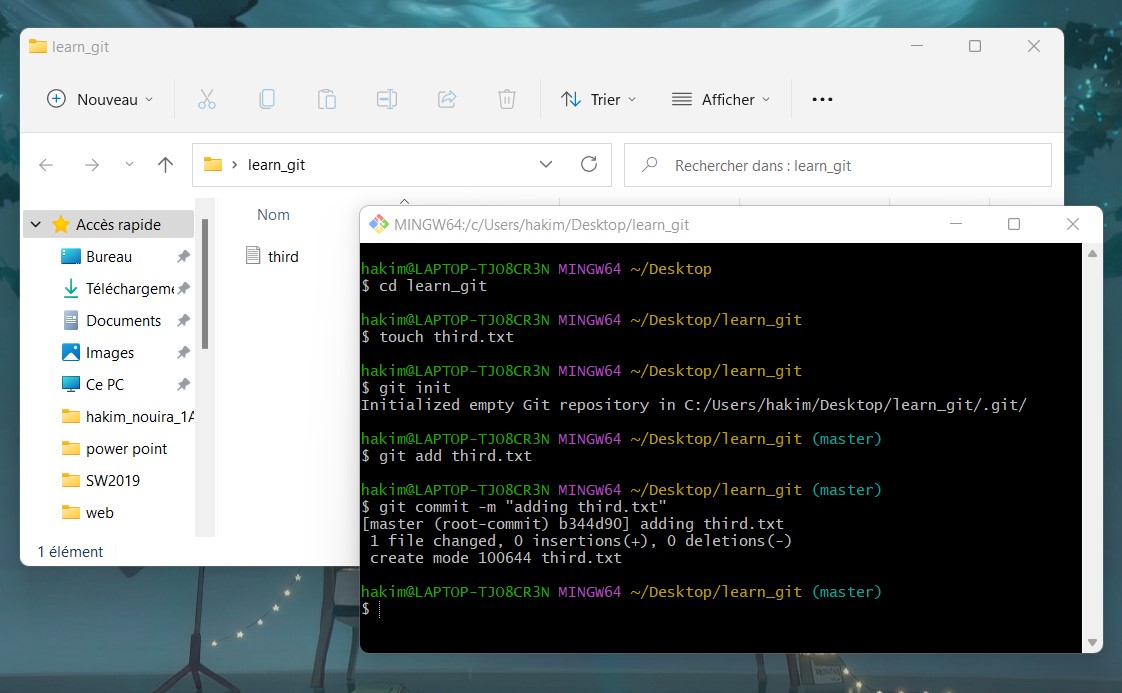 learn_git
Nouveau
Trier
Afficher
learn_git
Rechercher dans : learn_git
Nom
Accès rapide
Bureau
Téléchargeme
Documents
Images
Ce PC
hakim_nouira_1A
power point
SW2019
web
third
1 élément
MINGW64:/c/Users/hakim/Desktop/learn_git
hakim@LAPTOP-TJO8CR3N MINGW64 ~/Desktop
$ cd learn_git
hakim@LAPTOP-TJO8CR3N MINGW64 ~/Desktop/learn_git
$ touch third.txt
hakim@LAPTOP-TJO8CR3N MINGW64 ~/Desktop/learn_git
$ git init
Initialized empty Git repository in C:/Users/hakim/Desktop/learn_git/.git/
hakim@LAPTOP-TJO8CR3N MINGW64 ~/Desktop/learn_git (master)
$ git add third.txt
hakim@LAPTOP-TJO8CR3N MINGW64 ~/Desktop/learn_git (master)
$ git commit -m "adding third.txt"
[master (root-commit) b344d90] adding third.txt
1 file changed, 0 insertions(+), 0 deletions(-)
create mode 100644 third.txt
hakim@LAPTOP-TJO8CR3N MINGW64 ~/Desktop/learn_git (master)
$